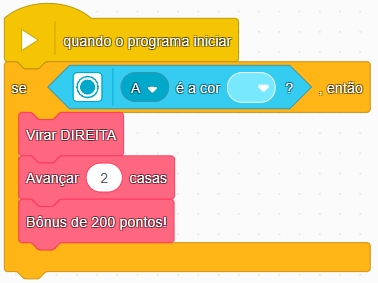 quando o programa iniciar
se A é a cor ? , então
Virar DIREITA
Avançar 2 casas
Bônus de 200 pontos!